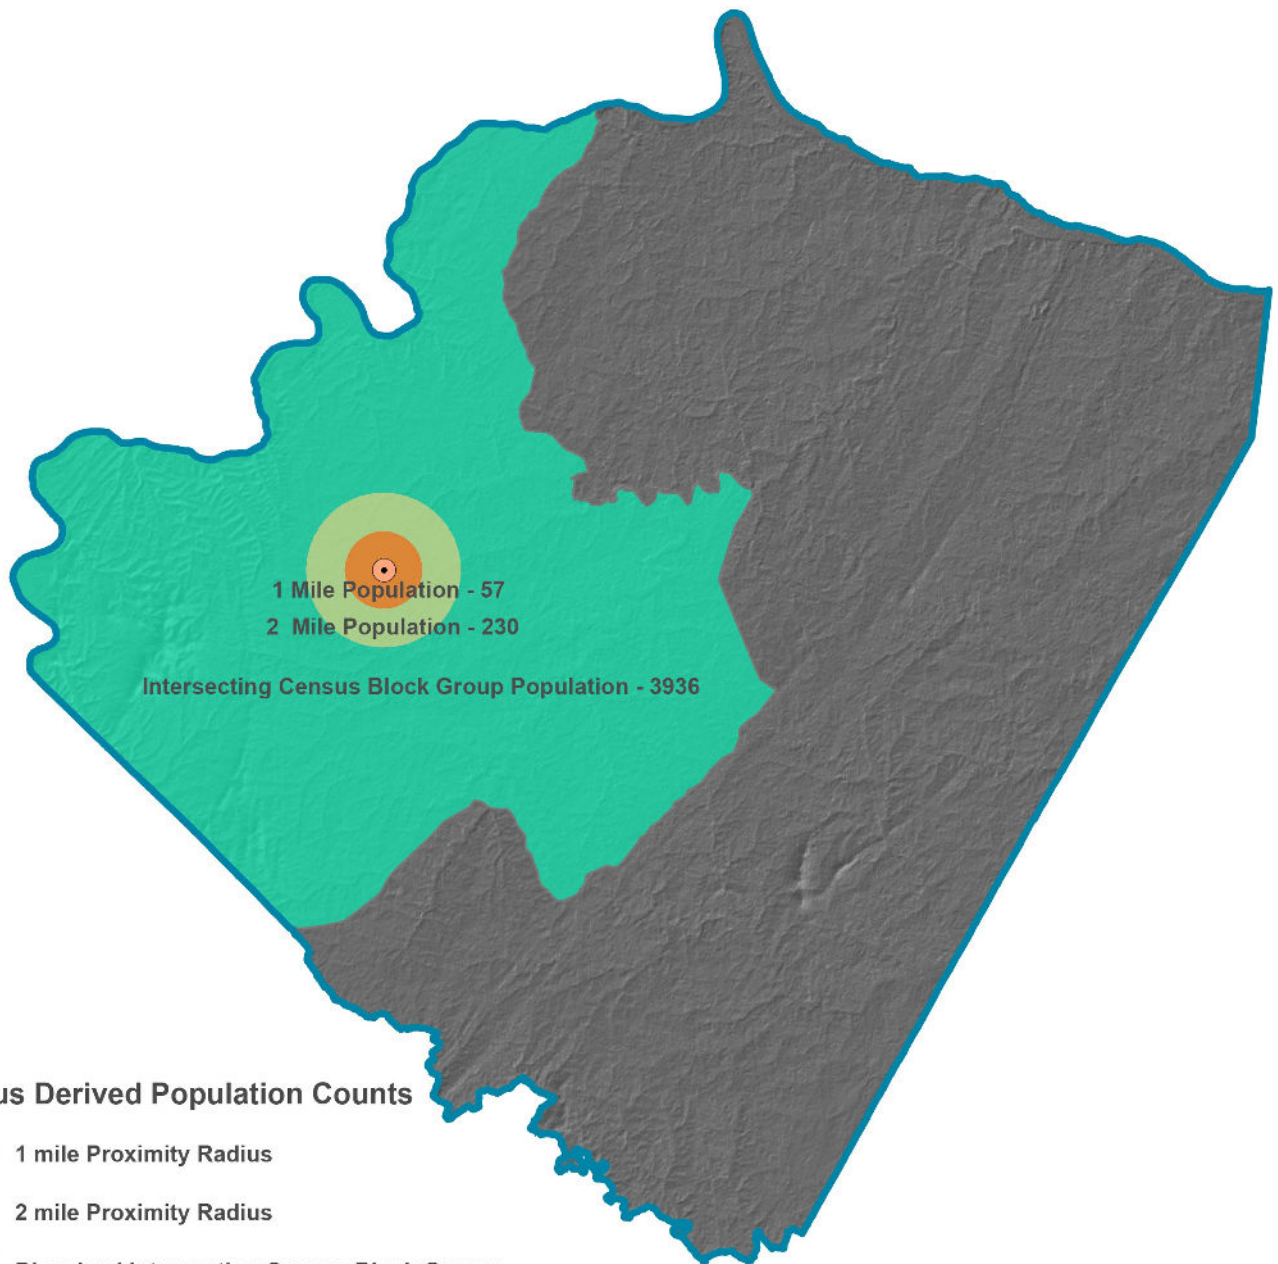 1 Mile Population - 57
2 Mile Population - 230
Intersecting Census Block Group Population - 3936
Derived Population Counts
1 mile Proximity Radius
2 mile Proximity Radius